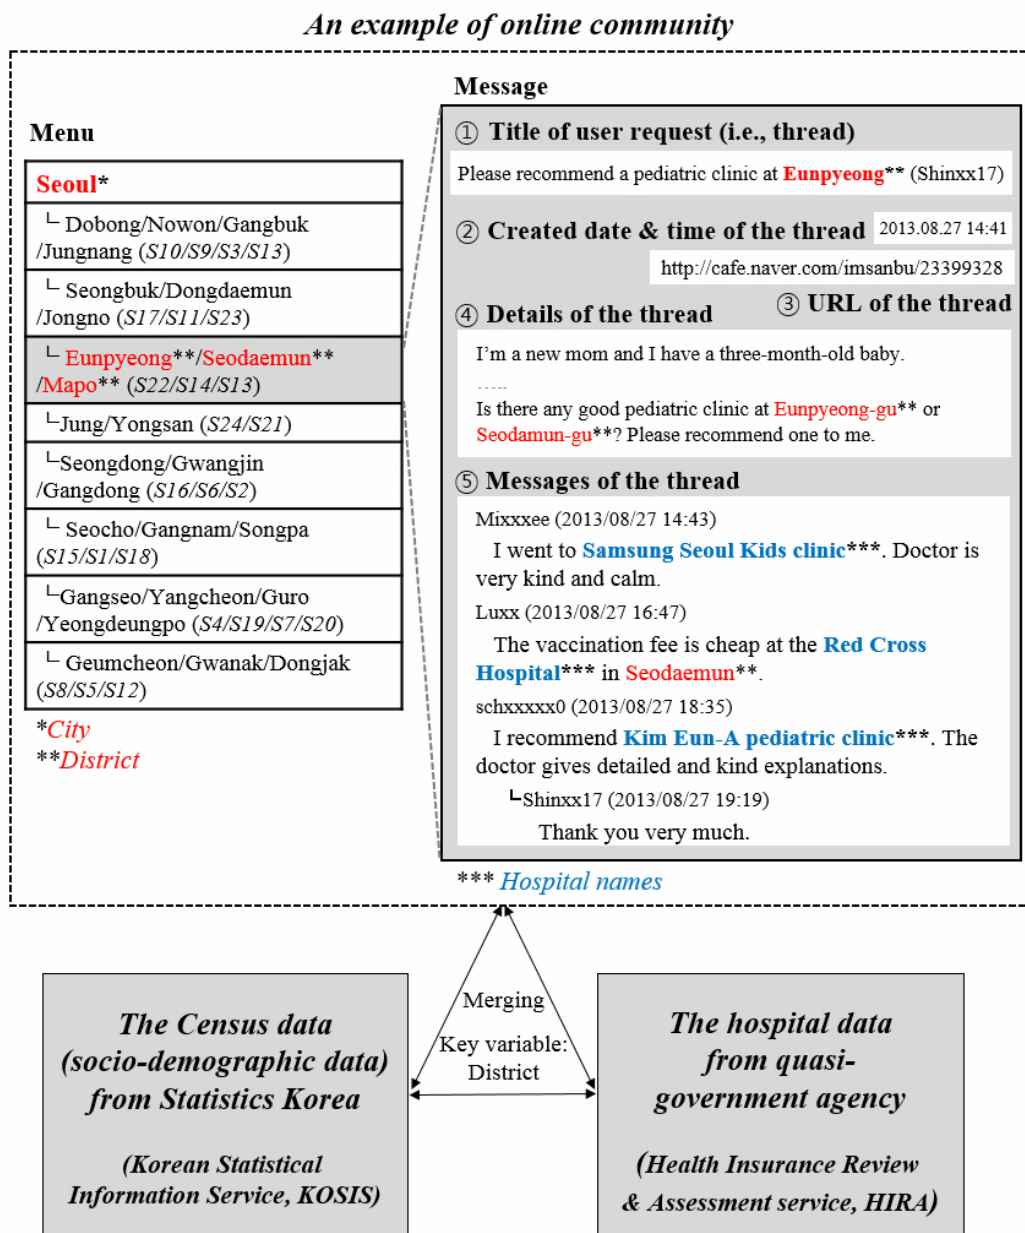 An example of online community
Menu
Seoul*
└ Dobong/Nowon/Gangbuk
/Jungnang (S10/S9/S3/S13)
└ Seongbuk/Dongdaemun
/Jongno (S17/S11/S23)
└ Eunpyeong**/Seodaemun**
/Mapo** (S22/S14/S13)
└Jung/Yongsan (S24/S21)
└Seongdong/Gwangjin
/Gangdong (S16/S6/S2)
└ Seocho/Gangnam/Songpa
(S15/S1/S18)
└Gangseo/Yangcheon/Guro
/Yeongdeungpo (S4/S19/S7/S20)
└ Geumcheon/Gwanak/Dongjak
(S8/S5/S12)
*City
**District
Message
① Title of user request (i.e., thread)
Please recommend a pediatric clinic at Eunpyeong** (Shinxx17)
② Created date & time of the thread 2013.08.27 14:41
http://cafe.naver.com/imsanbu/23399328
③ URL of the thread
④ Details of the thread
I'm a new mom and I have a three-month-old baby.
.....
Is there any good pediatric clinic at Eunpyeong-gu** or
Seodamun-gu**? Please recommend one to me.
⑤ Messages of the thread
Mixxxee (2013/08/27 14:43)
I went to Samsung Seoul Kids clinic***. Doctor is
very kind and calm.
Luxx (2013/08/27 16:47)
The vaccination fee is cheap at the Red Cross
Hospital*** in Seodaemun**.
schxxxxx0 (2013/08/27 18:35)
I recommend Kim Eun-A pediatric clinic***. The
doctor gives detailed and kind explanations.
┗Shinxx17 (2013/08/27 19:19)
Thank you very much.
*** Hospital names
Merging
Key variable:
District
The Census data
(socio-demographic data)
from Statistics Korea
(Korean Statistical
Information Service, KOSIS)
The hospital data
from quasi-
government agency
(Health Insurance Review
& Assessment service, HIRA)